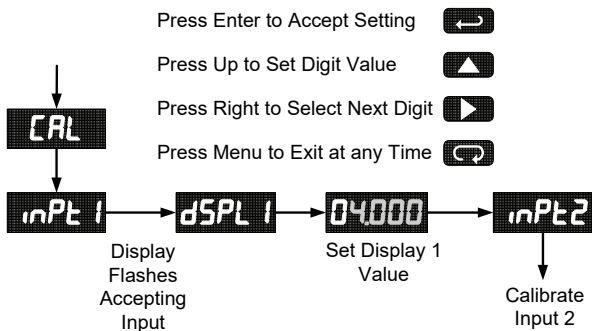 Press Enter to Accept Setting
Press Up to Set Digit Value
Press Right to Select Next Digit
Press Menu to Exit at any Time
CAL
inPt 1
dSPL 1
04.000
inPt2
Display
Flashes
Accepting
Input
Set Display 1
Value
Calibrate
Input 2